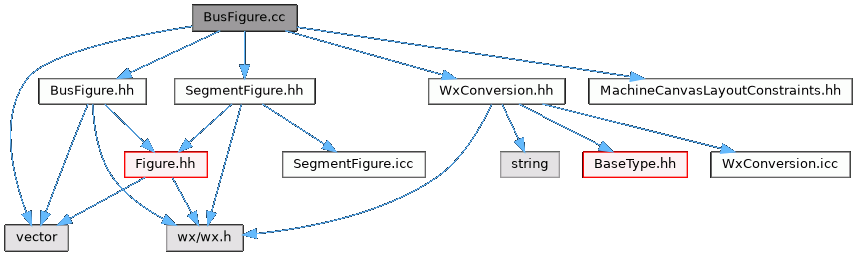 BusFigure.cc
BusFigure.hh
SegmentFigure.hh
WxConversion.hh
MachineCanvasLayoutConstraints.hh
Figure.hh
SegmentFigure.icc
string
BaseType.hh
WxConversion.icc
vector
wx/wx.h